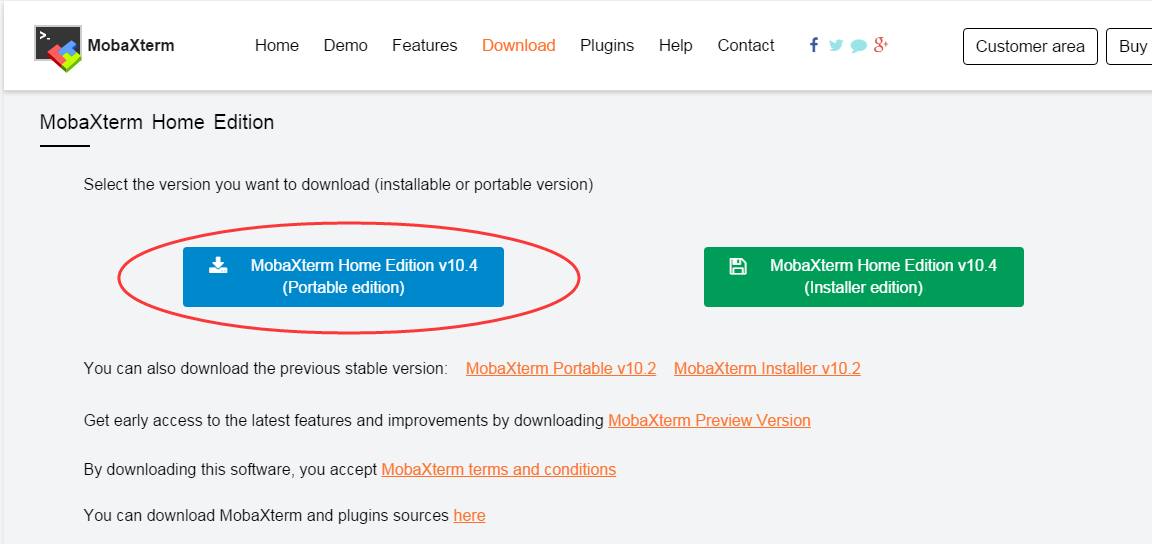 >_ MobaXterm Home Demo Features Download Plugins Help Contact f g+ Customer area Buy
MobaXterm Home Edition
Select the version you want to download (installable or portable version)
MobaXterm Home Edition v10.4
(Portable edition)
MobaXterm Home Edition v10.4
(Installer edition)
You can also download the previous stable version: MobaXterm Portable v10.2 MobaXterm Installer v10.2
Get early access to the latest features and improvements by downloading MobaXterm Preview Version
By downloading this software, you accept MobaXterm terms and conditions
You can download MobaXterm and plugins sources here